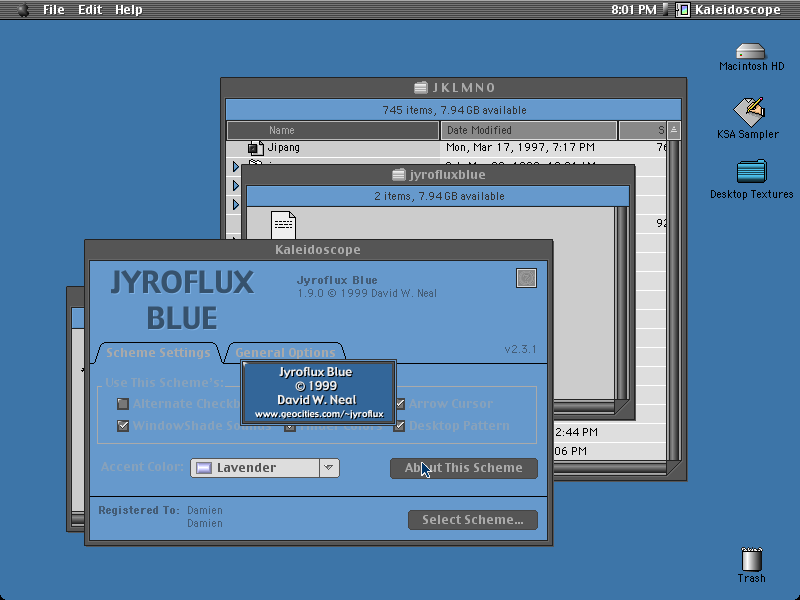 File Edit Help
8:01 PM Kaleidoscope
Macintosh HD
KSA Sampler
Desktop Textures
Trash
JKLMNO
745 items, 7.94 GB available
Name Date Modified S
Jipang Mon, Mar 17, 1997, 7:17 PM 76
92
2:44 PM
06 PM
jyrofluxblue
2 items, 7.94 GB available
Kaleidoscope
JYROFLUX
BLUE
Jyroflux Blue
1.9.0 © 1999 David W. Neal
v2.3.1
Scheme Settings General Options
Use This Scheme's:
Alternate Checkb
Arrow Cursor
WindowShade Sounds
Finder Colors
Desktop Pattern
Jyroflux Blue
© 1999
David W. Neal
www.geocities.com/~jyroflux
Accent Color: Lavender
About This Scheme
Registered To: Damien
Damien
Select Scheme...